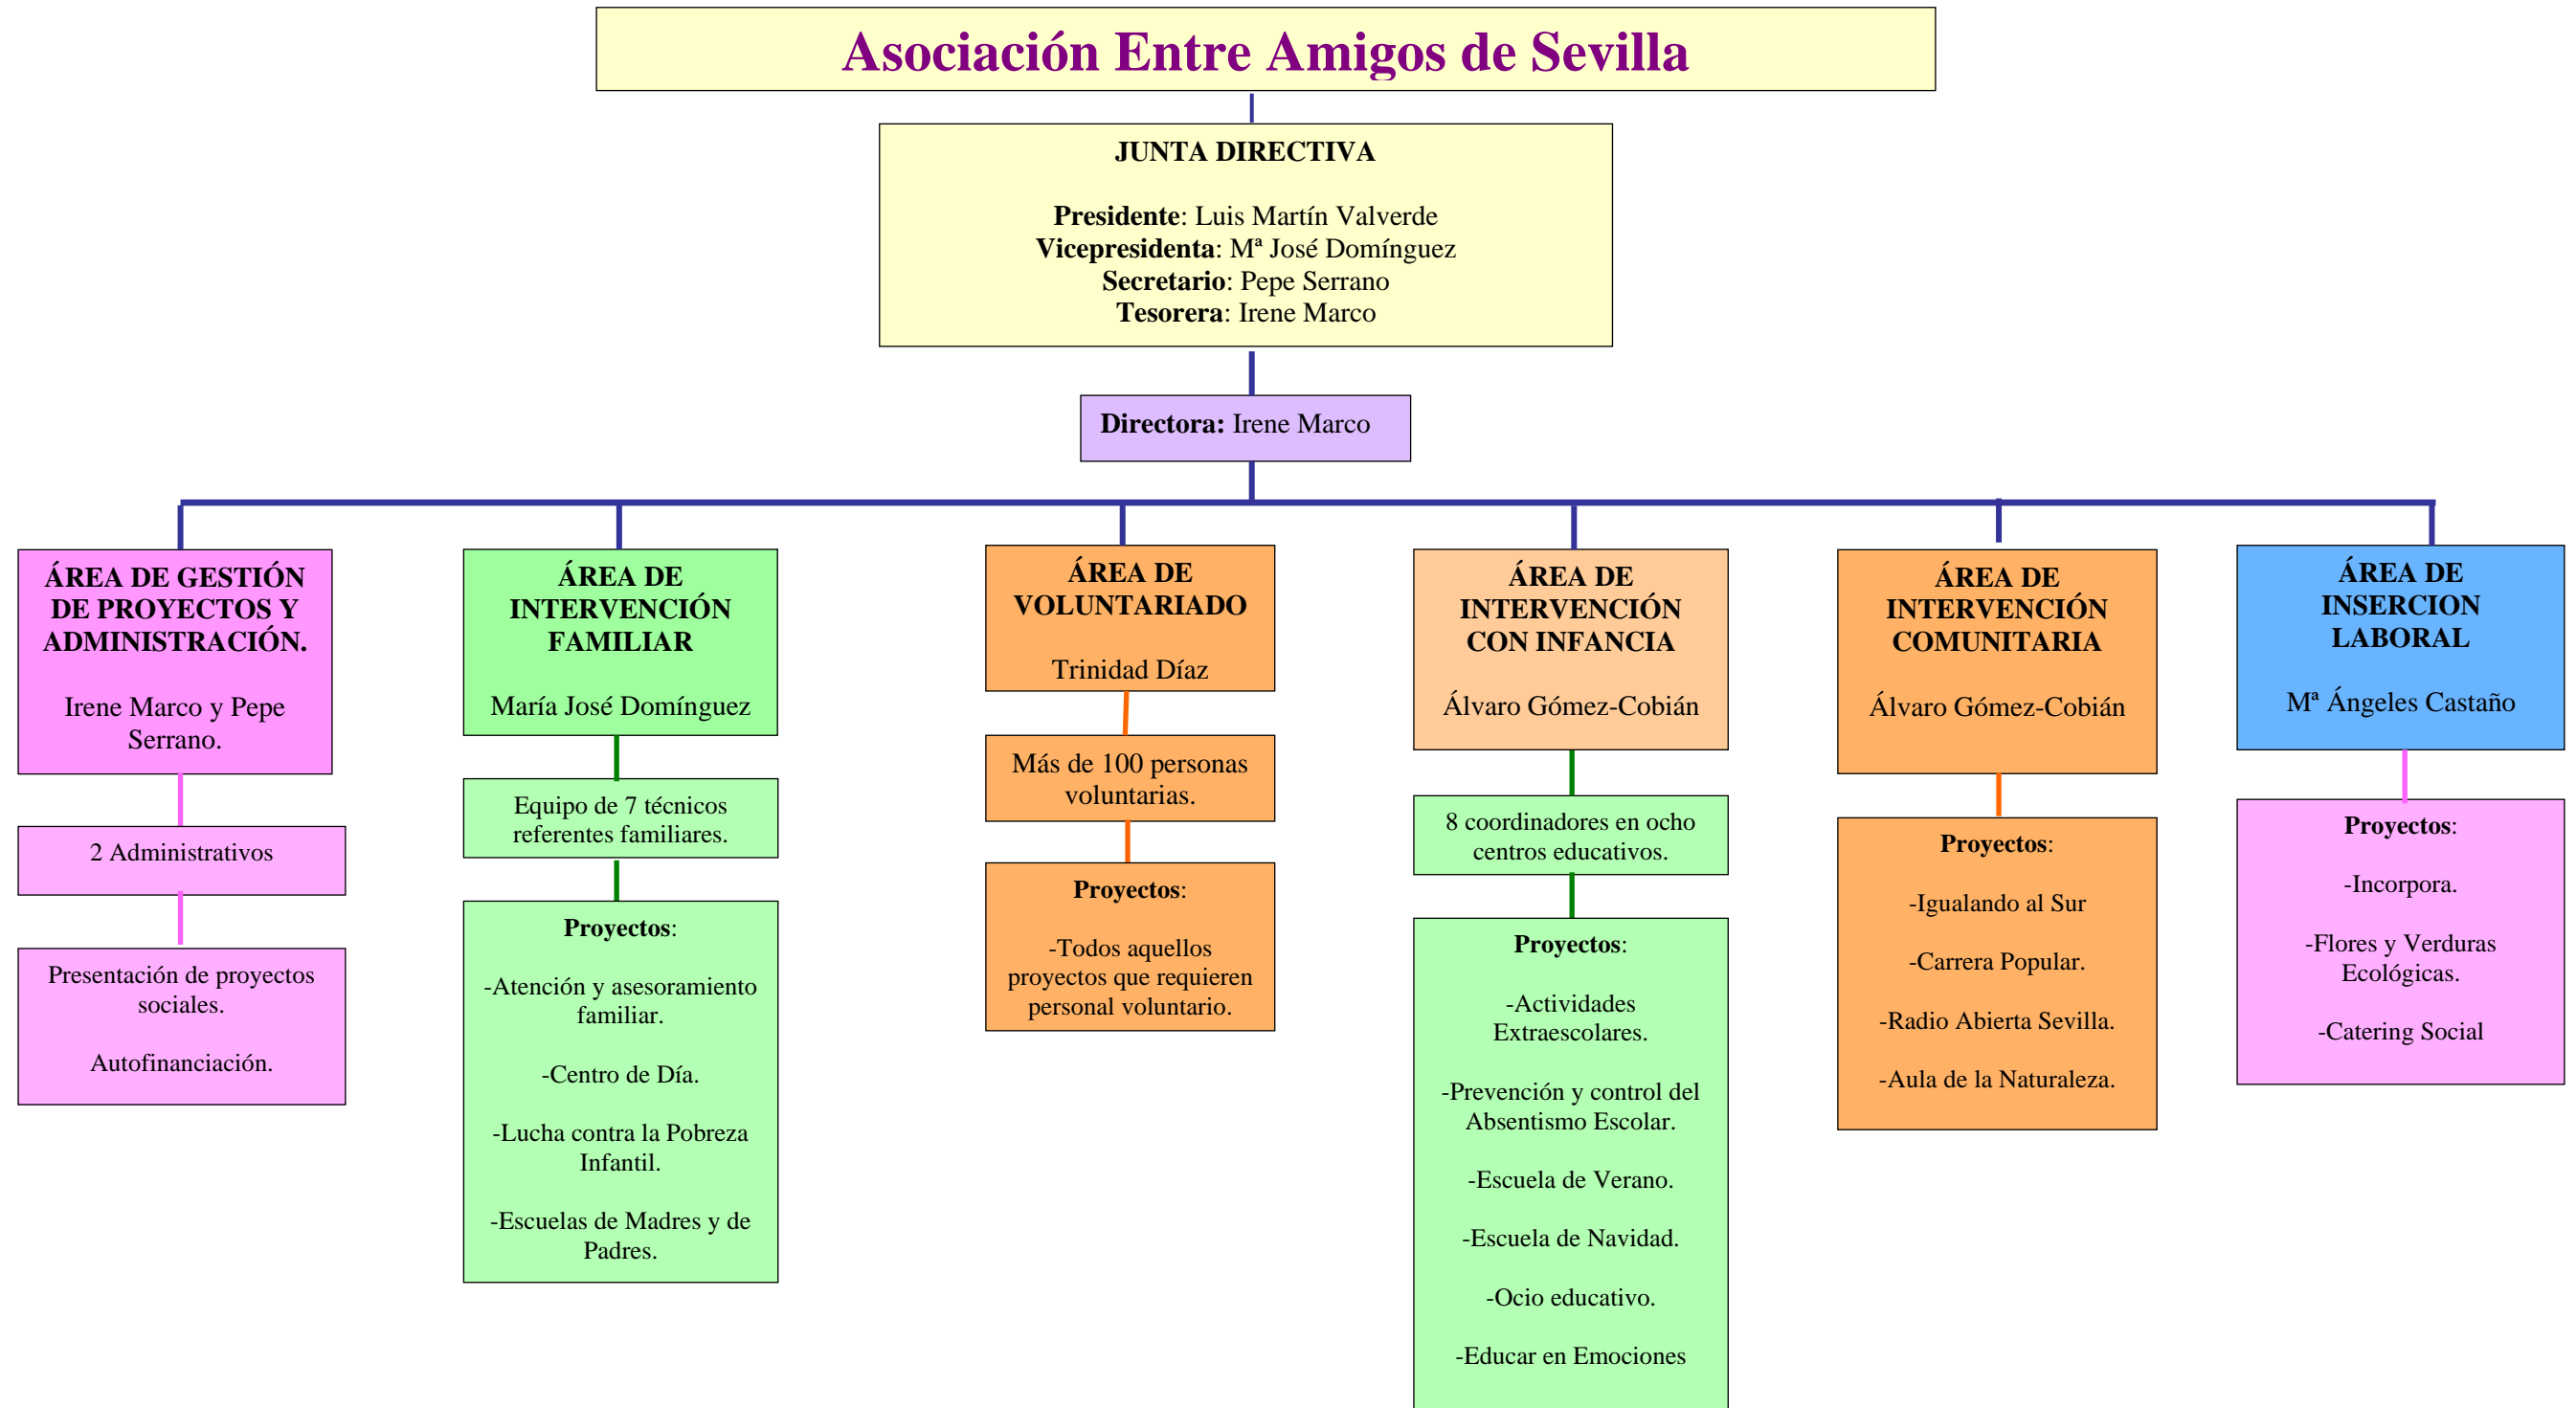 Asociación Entre Amigos de Sevilla
JUNTA DIRECTIVA
Presidente: Luis Martín Valverde
Vicepresidenta: Mª José Domínguez
Secretario: Pepe Serrano
Tesorera: Irene Marco
Directora: Irene Marco
ÁREA DE GESTIÓN
DE PROYECTOS Y
ADMINISTRACIÓN.
Irene Marco y Pepe
Serrano.
2 Administrativos
Presentación de proyectos
sociales.
Autofinanciación.
ÁREA DE
INTERVENCIÓN
FAMILIAR
María José Domínguez
Equipo de 7 técnicos
referentes familiares.
Proyectos:
-Atención y asesoramiento
familiar.
-Centro de Día.
-Lucha contra la Pobreza
Infantil.
-Escuelas de Madres y de
Padres.
ÁREA DE
VOLUNTARIADO
Trinidad Díaz
Más de 100 personas
voluntarias.
Proyectos:
-Todos aquellos
proyectos que requieren
personal voluntario.
ÁREA DE
INTERVENCIÓN
CON INFANCIA
Álvaro Gómez-Cobián
8 coordinadores en ocho
centros educativos.
Proyectos:
-Actividades
Extraescolares.
-Prevención y control del
Absentismo Escolar.
-Escuela de Verano.
-Escuela de Navidad.
-Ocio educativo.
-Educar en Emociones
ÁREA DE
INTERVENCIÓN
COMUNITARIA
Álvaro Gómez-Cobián
Proyectos:
-Igualando al Sur
-Carrera Popular.
-Radio Abierta Sevilla.
-Aula de la Naturaleza.
ÁREA DE
INSERCION
LABORAL
Mª Ángeles Castaño
Proyectos:
-Incorpora.
-Flores y Verduras
Ecológicas.
-Catering Social